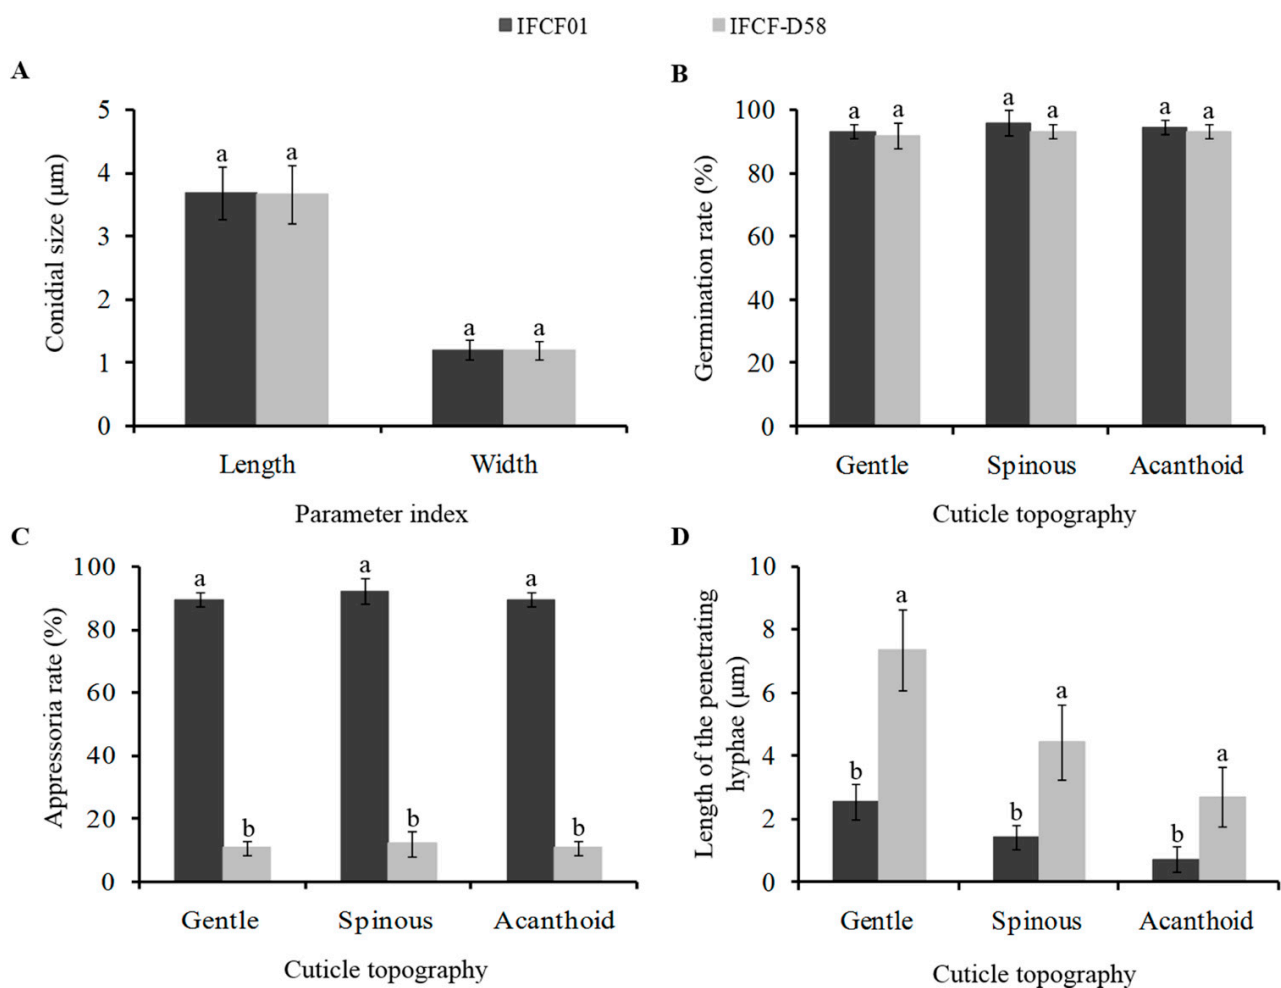 IFCF01 IFCF-D58
A
Conidial size (μm)
5
4
3
2
1
0
a a a a
Length Width
Parameter index
B
Germination rate (%)
100
80
60
40
20
0
a a a a a a
Gentle Spinous Acanthoid
Cuticle topography
C
Appressoria rate (%)
100
80
60
40
20
0
a b a b a b
Gentle Spinous Acanthoid
Cuticle topography
D
Length of the penetrating
hyphae (μm)
10
8
6
4
2
0
b a b a b a
Gentle Spinous Acanthoid
Cuticle topography